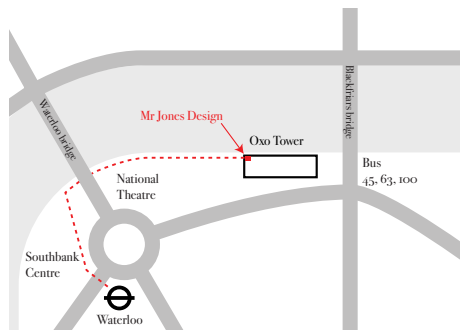 Waterloo bridge
Blackfriars bridge
Mr Jones Design
Oxo Tower
National
Theatre
Bus
45, 63, 100
Southbank
Centre
Waterloo